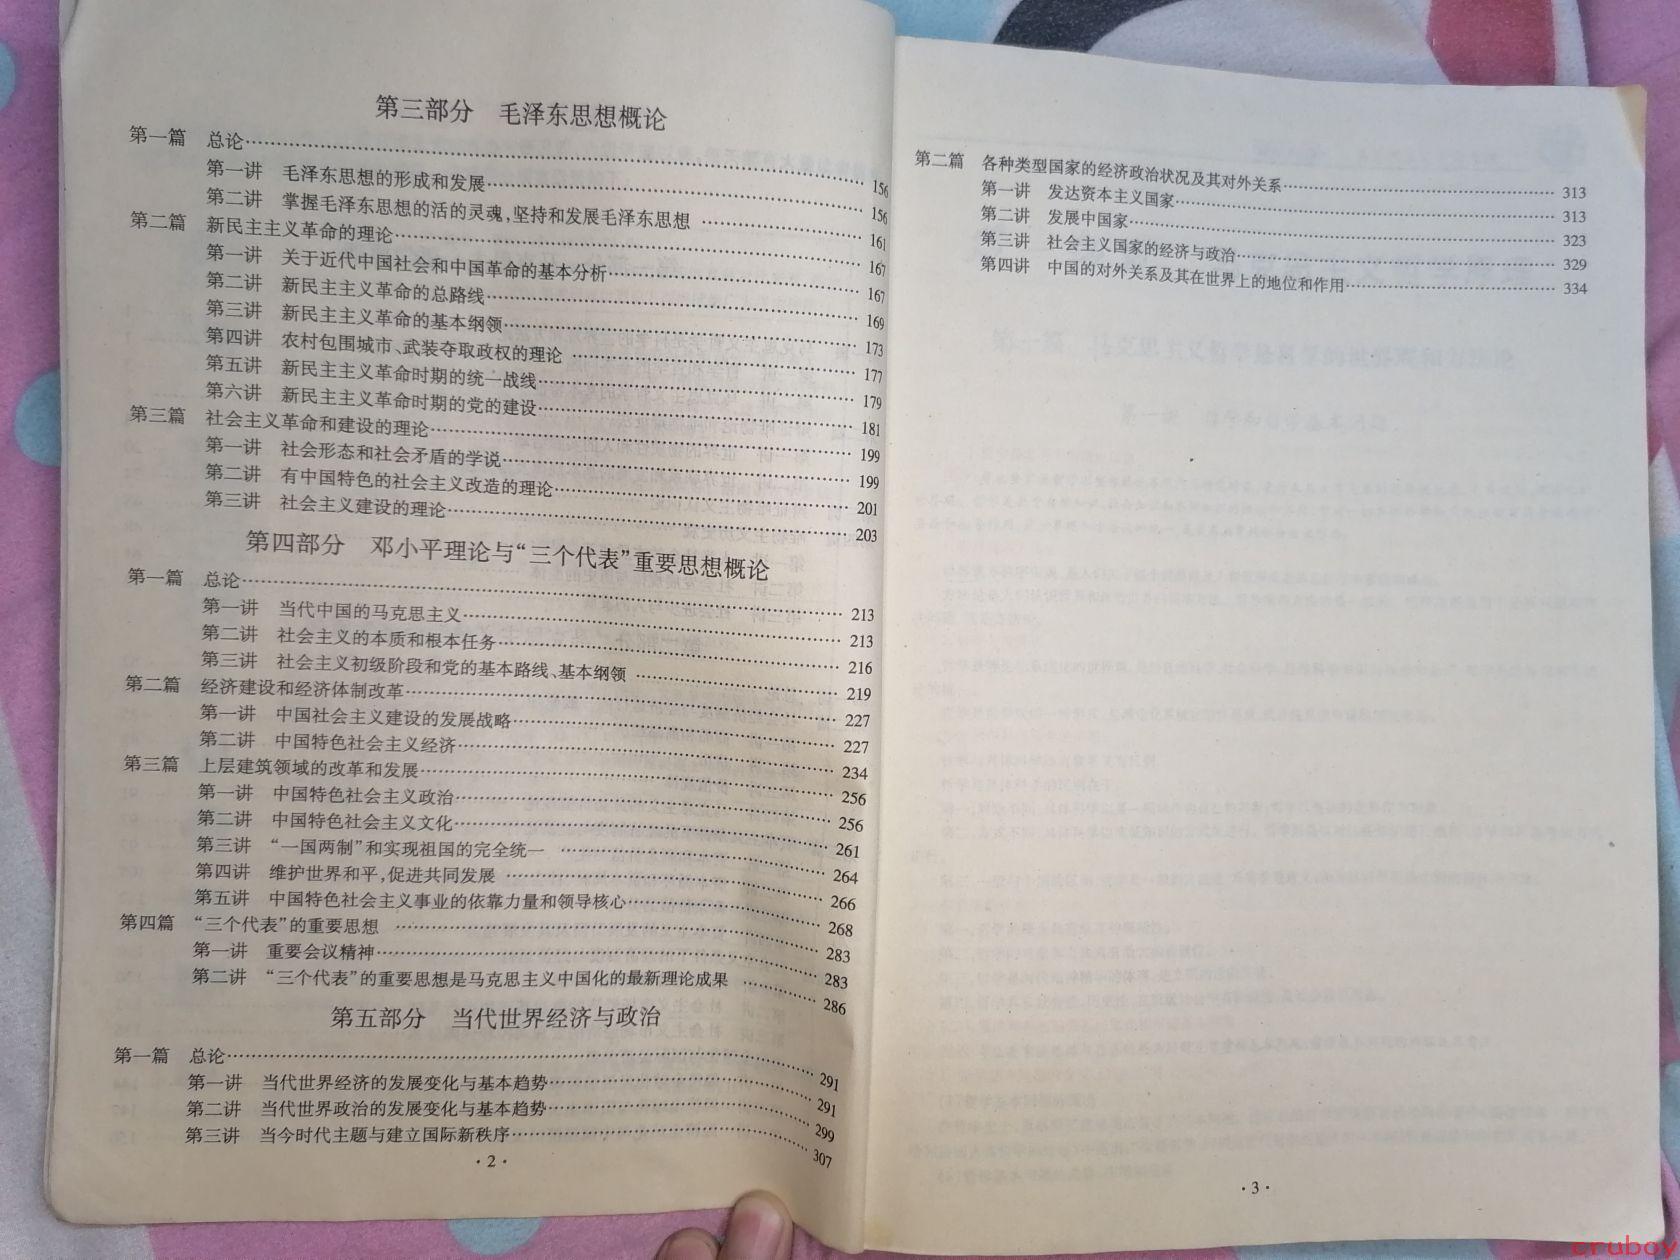 第三部分 毛泽东思想概论
第一篇 总论……156
第一讲 毛泽东思想的形成和发展……156
第二讲 掌握毛泽东思想的活的灵魂,坚持和发展毛泽东思想……161
第二篇 新民主主义革命的理论……167
第一讲 关于近代中国社会和中国革命的基本分析……167
第二讲 新民主主义革命的总路线……169
第三讲 新民主主义革命的基本纲领……173
第四讲 农村包围城市、武装夺取政权的理论……177
第五讲 新民主主义革命时期的统一战线……179
第六讲 新民主主义革命时期的党的建设……181
第三篇 社会主义革命和建设的理论……199
第一讲 社会形态和社会矛盾的学说……199
第二讲 有中国特色的社会主义改造的理论……201
第三讲 社会主义建设的理论……203
第四部分 邓小平理论与“三个代表”重要思想概论
第一篇 总论……213
第一讲 当代中国的马克思主义……213
第二讲 社会主义的本质和根本任务……216
第三讲 社会主义初级阶段和党的基本路线、基本纲领……219
第二篇 经济建设和经济体制改革……227
第一讲 中国社会主义建设的发展战略……227
第二讲 中国特色社会主义经济……234
第三篇 上层建筑领域的改革和发展……256
第一讲 中国特色社会主义政治……256
第二讲 中国特色社会主义文化……261
第三讲 “一国两制”和实现祖国的完全统一……264
第四讲 维护世界和平,促进共同发展……266
第五讲 中国特色社会主义事业的依靠力量和领导核心……268
第四篇 “三个代表”的重要思想……283
第一讲 重要会议精神……283
第二讲 “三个代表”的重要思想是马克思主义中国化的最新理论成果……286
第五部分 当代世界经济与政治
第一篇 总论……291
第一讲 当代世界经济的发展变化与基本趋势……291
第二讲 当代世界政治的发展变化与基本趋势……299
第三讲 当今时代主题与建立国际新秩序……307
·2·
第二篇 各种类型国家的经济政治状况及其对外关系……313
第一讲 发达资本主义国家……313
第二讲 发展中国家……323
第三讲 社会主义国家的经济与政治……329
第四讲 中国的对外关系及其在世界上的地位和作用……334
·3·
cruboy